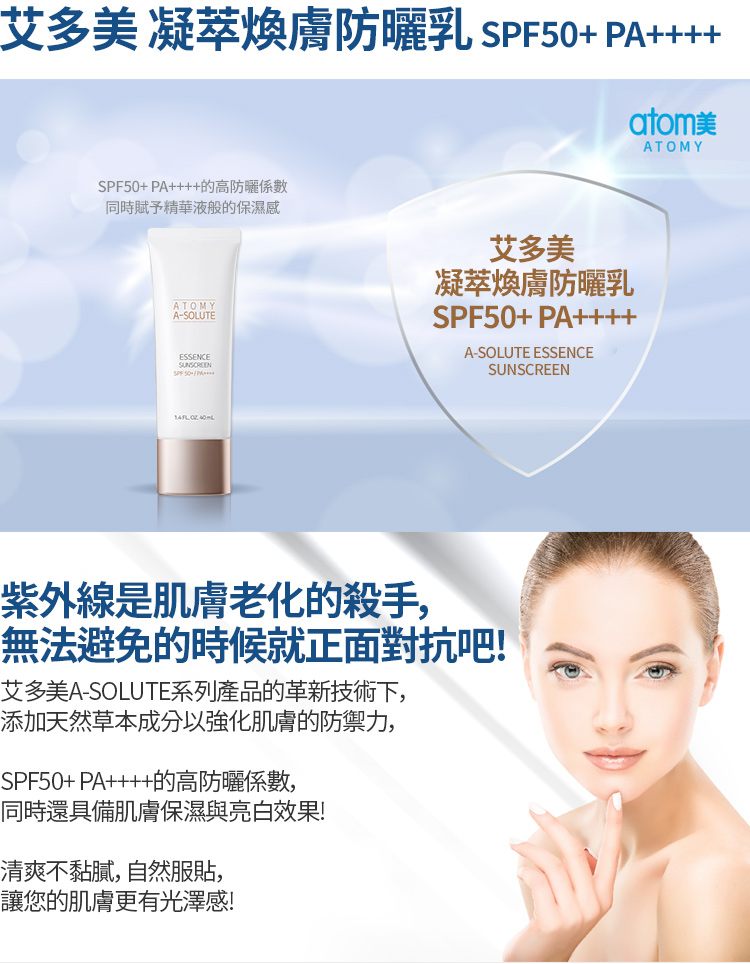 艾多美 凝萃煥膚防曬乳 SPF50+ PA++++
atom美
ATOMY
SPF50+ PA++++的高防曬係數
同時賦予精華液般的保濕感
ATOMY
A-SOLUTE
ESSENCE
SUNSCREEN
SPF 50+ / PA++++
1.4 FL. OZ. 40 mL
艾多美
凝萃煥膚防曬乳
SPF50+ PA++++
A-SOLUTE ESSENCE
SUNSCREEN
紫外線是肌膚老化的殺手,
無法避免的時候就正面對抗吧!
艾多美A-SOLUTE系列產品的革新技術下,
添加天然草本成分以強化肌膚的防禦力,
SPF50+ PA++++的高防曬係數,
同時還具備肌膚保濕與亮白效果!
清爽不黏膩, 自然服貼,
讓您的肌膚更有光澤感!